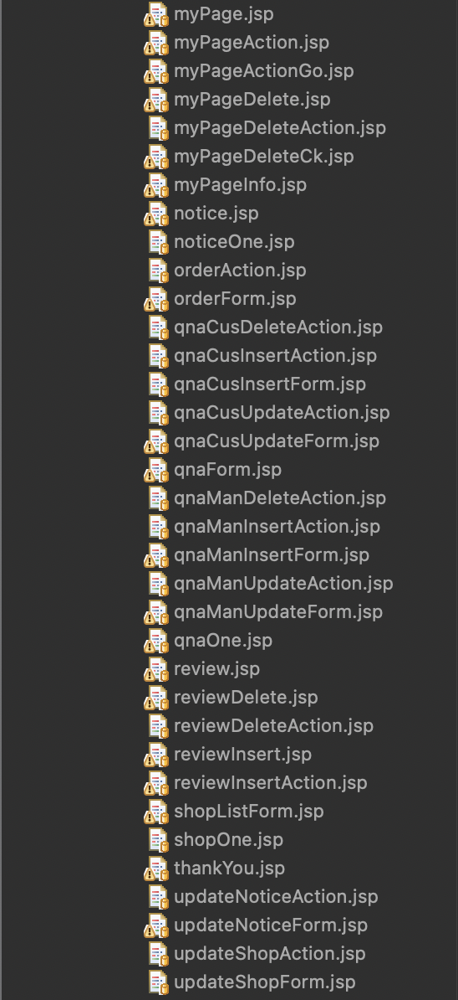 myPage.jsp
myPageAction.jsp
myPageActionGo.jsp
myPageDelete.jsp
myPageDeleteAction.jsp
myPageDeleteCk.jsp
myPageInfo.jsp
notice.jsp
noticeOne.jsp
orderAction.jsp
orderForm.jsp
qnaCusDeleteAction.jsp
qnaCusInsertAction.jsp
qnaCusInsertForm.jsp
qnaCusUpdateAction.jsp
qnaCusUpdateForm.jsp
qnaForm.jsp
qnaManDeleteAction.jsp
qnaManInsertAction.jsp
qnaManInsertForm.jsp
qnaManUpdateAction.jsp
qnaManUpdateForm.jsp
qnaOne.jsp
review.jsp
reviewDelete.jsp
reviewDeleteAction.jsp
reviewInsert.jsp
reviewInsertAction.jsp
shopListForm.jsp
shopOne.jsp
thankYou.jsp
updateNoticeAction.jsp
updateNoticeForm.jsp
updateShopAction.jsp
updateShopForm.jsp